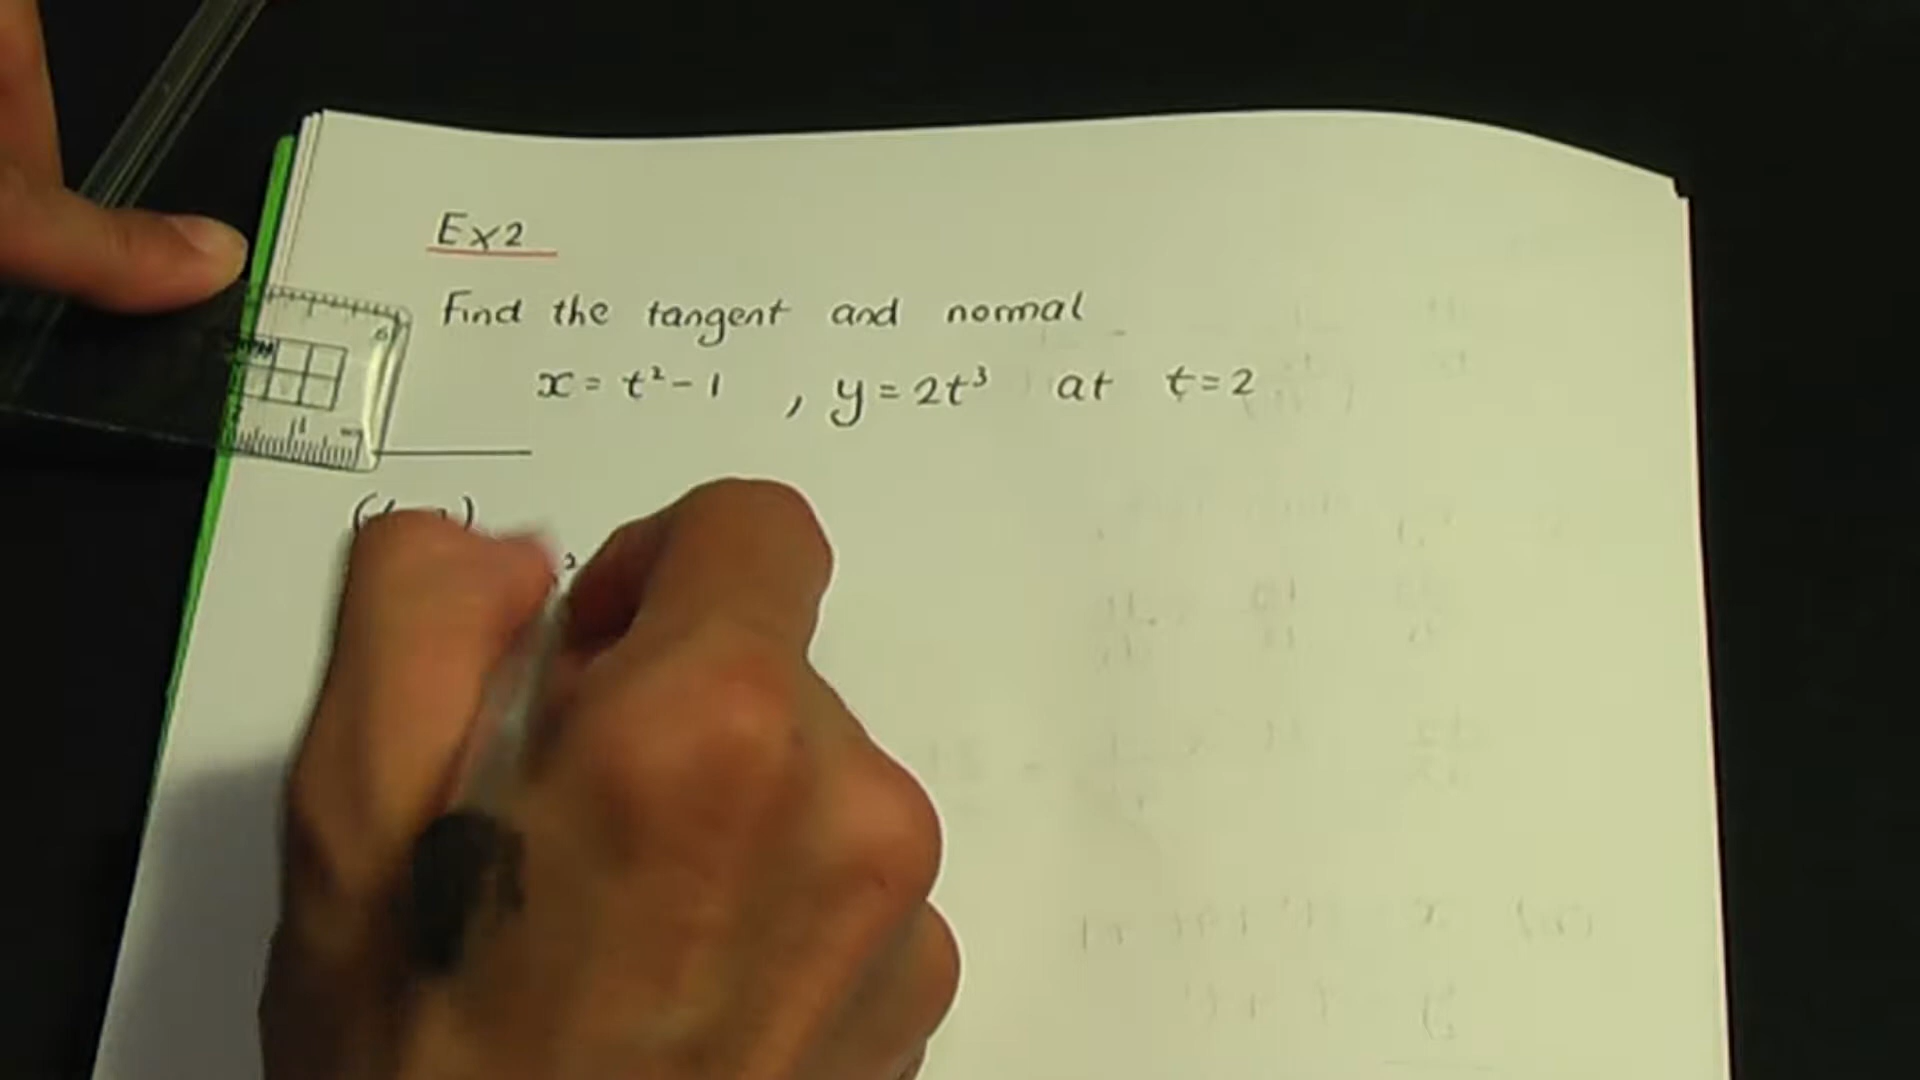 Ex2
Find the tangent and normal
x = t² - 1 , y = 2t³ at t = 2